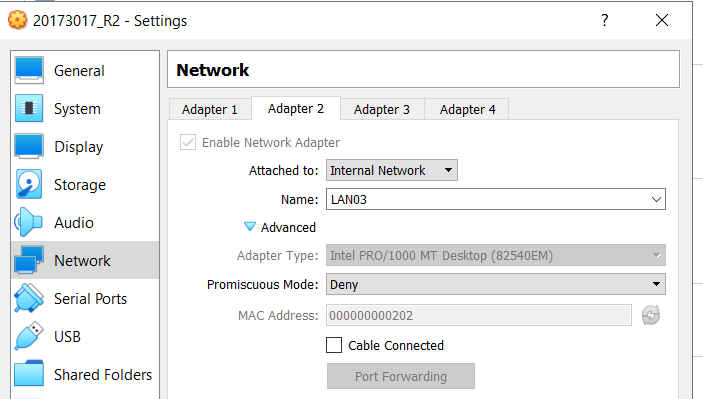 20173017_R2 - Settings
?
General
System
Display
Storage
Audio
Network
Serial Ports
USB
Shared Folders
Network
Adapter 1 Adapter 2 Adapter 3 Adapter 4
Enable Network Adapter
Attached to: Internal Network
Name: LAN03
Advanced
Adapter Type: Intel PRO/1000 MT Desktop (82540EM)
Promiscuous Mode: Deny
MAC Address: 000000000202
Cable Connected
Port Forwarding